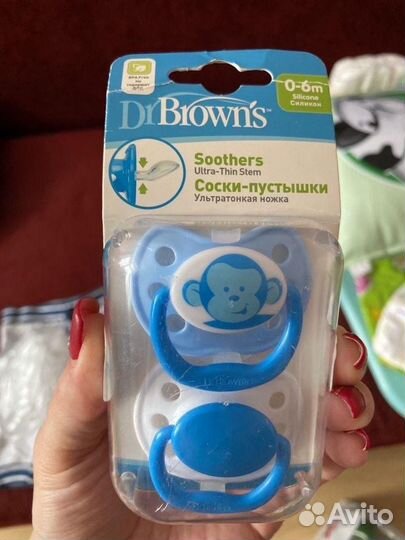 0-6m
Silicone
Силикон
Dr Brown's
Soothers
Ultra-Thin Stem
Соски-пустышки
Ультратонкая ножка
Dr Brown's
Avito